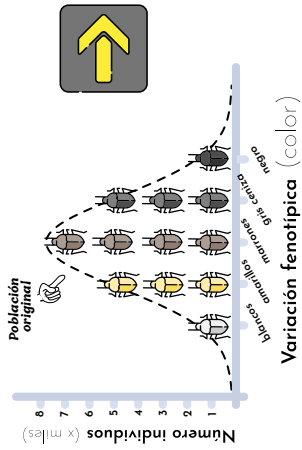 Población
original
Número individuos (x miles)
8
7
6
5
4
3
2
1
blancos
amarillos
marrones
gris ceniza
negro
Variación fenotípica (color)